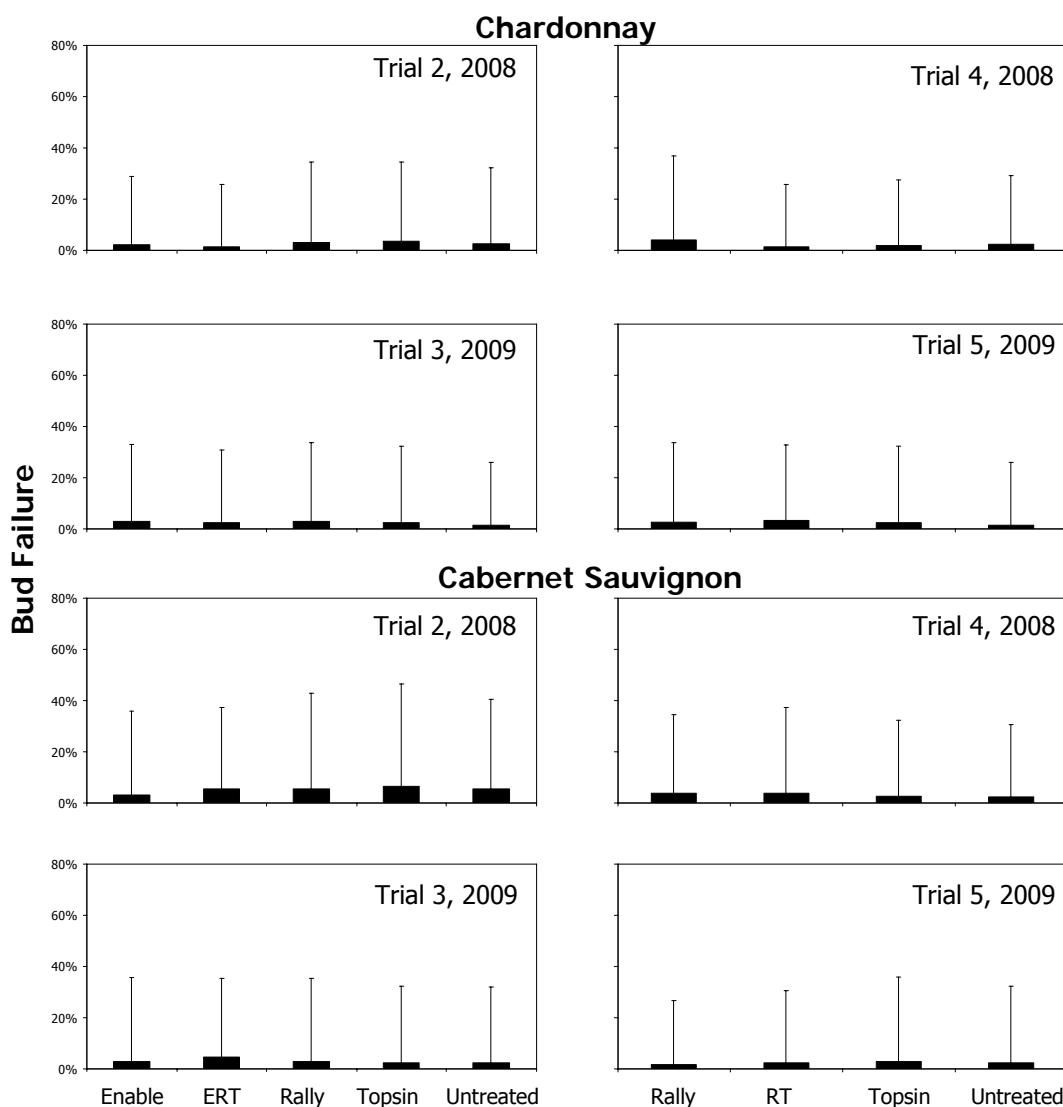 Chardonnay
80%
60%
40%
20%
0%
Trial 2, 2008
Trial 4, 2008
80%
60%
40%
20%
0%
Trial 3, 2009
Trial 5, 2009
Bud Failure
Cabernet Sauvignon
80%
60%
40%
20%
0%
Trial 2, 2008
Trial 4, 2008
80%
60%
40%
20%
0%
Trial 3, 2009
Trial 5, 2009
Enable ERT Rally Topsin Untreated
Rally RT Topsin Untreated